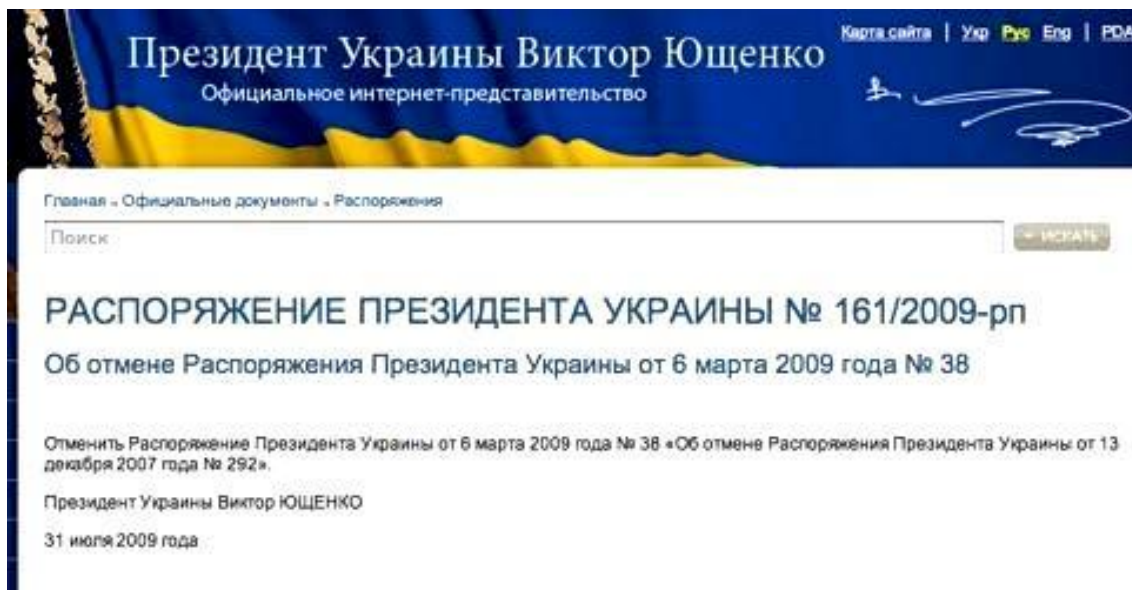 Президент Украины Виктор Ющенко
Официальное интернет-представительство
Карта сайта | Укр Рус Eng | PDA
Главная » Официальные документы » Распоряжения
Поиск
ИСКАТЬ
РАСПОРЯЖЕНИЕ ПРЕЗИДЕНТА УКРАИНЫ № 161/2009-рп
Об отмене Распоряжения Президента Украины от 6 марта 2009 года № 38
Отменить Распоряжение Президента Украины от 6 марта 2009 года № 38 «Об отмене Распоряжения Президента Украины от 13
декабря 2007 года № 292».
Президент Украины Виктор ЮЩЕНКО
31 июля 2009 года